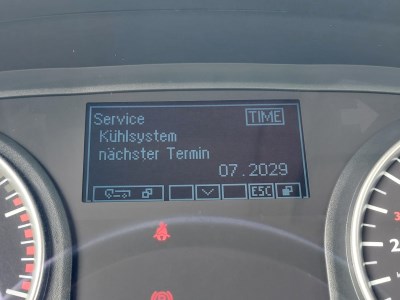 Service TIME
Kühlsystem
nächster Termin
07.2029
ESC